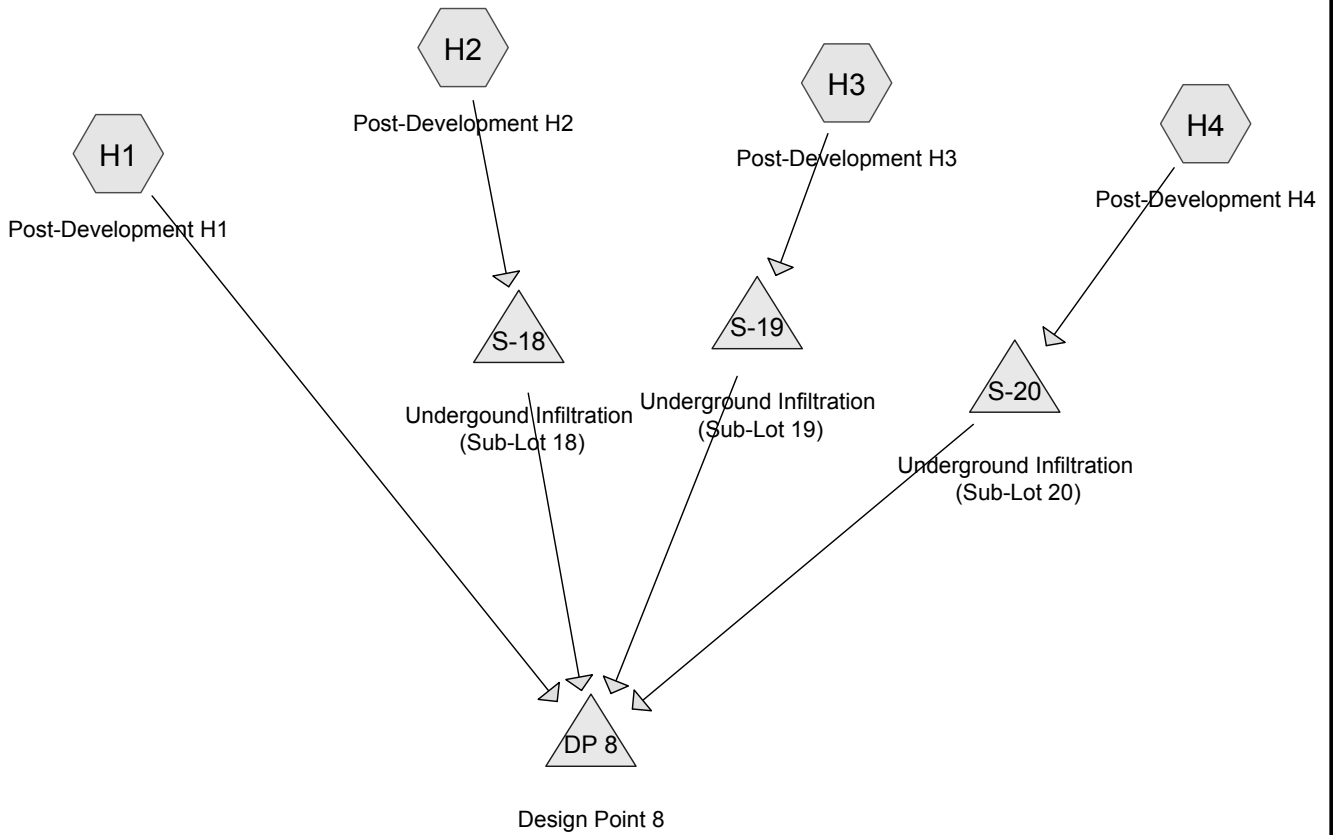 H2
Post-Development H2
H3
Post-Development H3
H4
Post-Development H4
H1
Post-Development H1
S-18
Undergound Infiltration
(Sub-Lot 18)
S-19
Underground Infiltration
(Sub-Lot 19)
S-20
Underground Infiltration
(Sub-Lot 20)
DP 8
Design Point 8